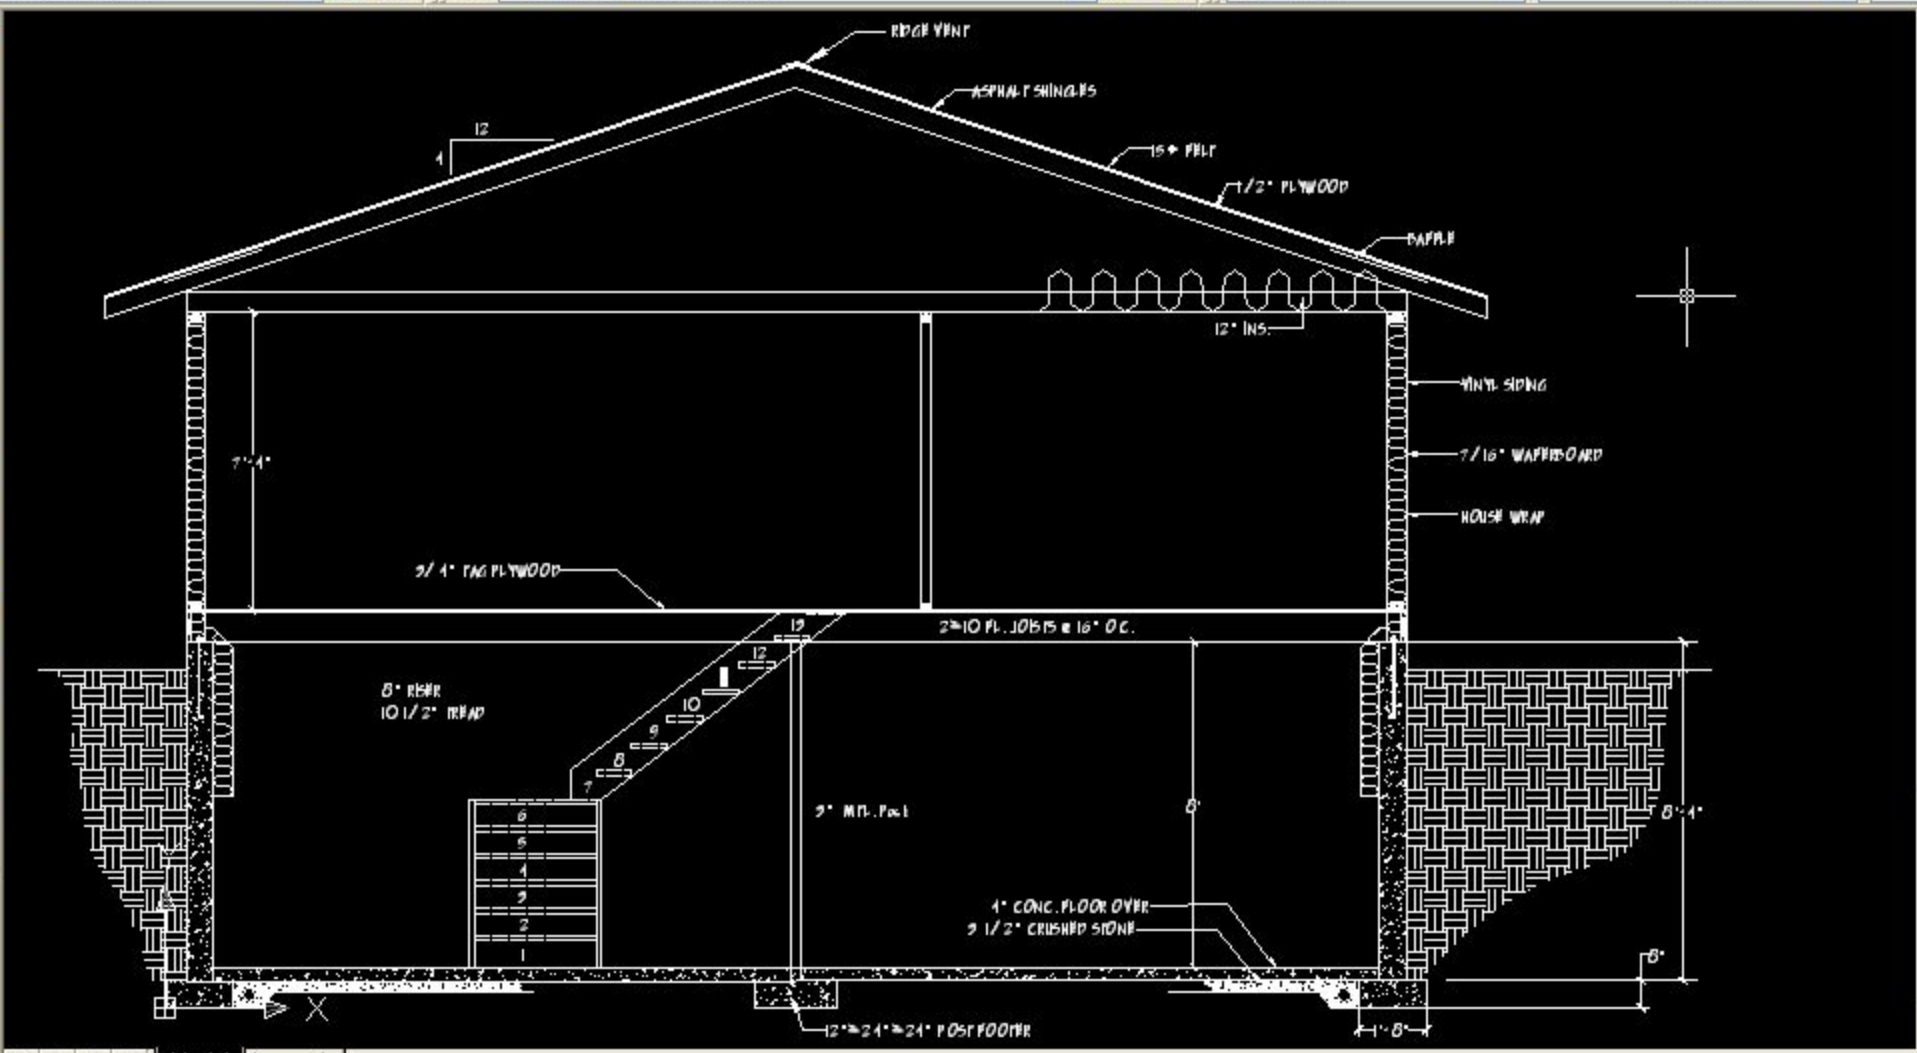 RIDGE VENT
ASPHALT SHINGLES
12
4
15# FELT
1/2" PLYWOOD
BAFFLE
12" INS.
VINYL SIDING
7'-4"
7/16" WAFERBOARD
HOUSE WRAP
3/4" T&G PLYWOOD
2x10 FL. JOISTS @ 16" O.C.
13
12
8" RISER
10 1/2" TREAD
10
9
8
7
6
5
4
3
2
1
3" MTL. Post
8'
8'-4"
4" CONC. FLOOR OVER
3 1/2" CRUSHED STONE
8"
X
12"x24"x24" POST FOOTER
1'-8"